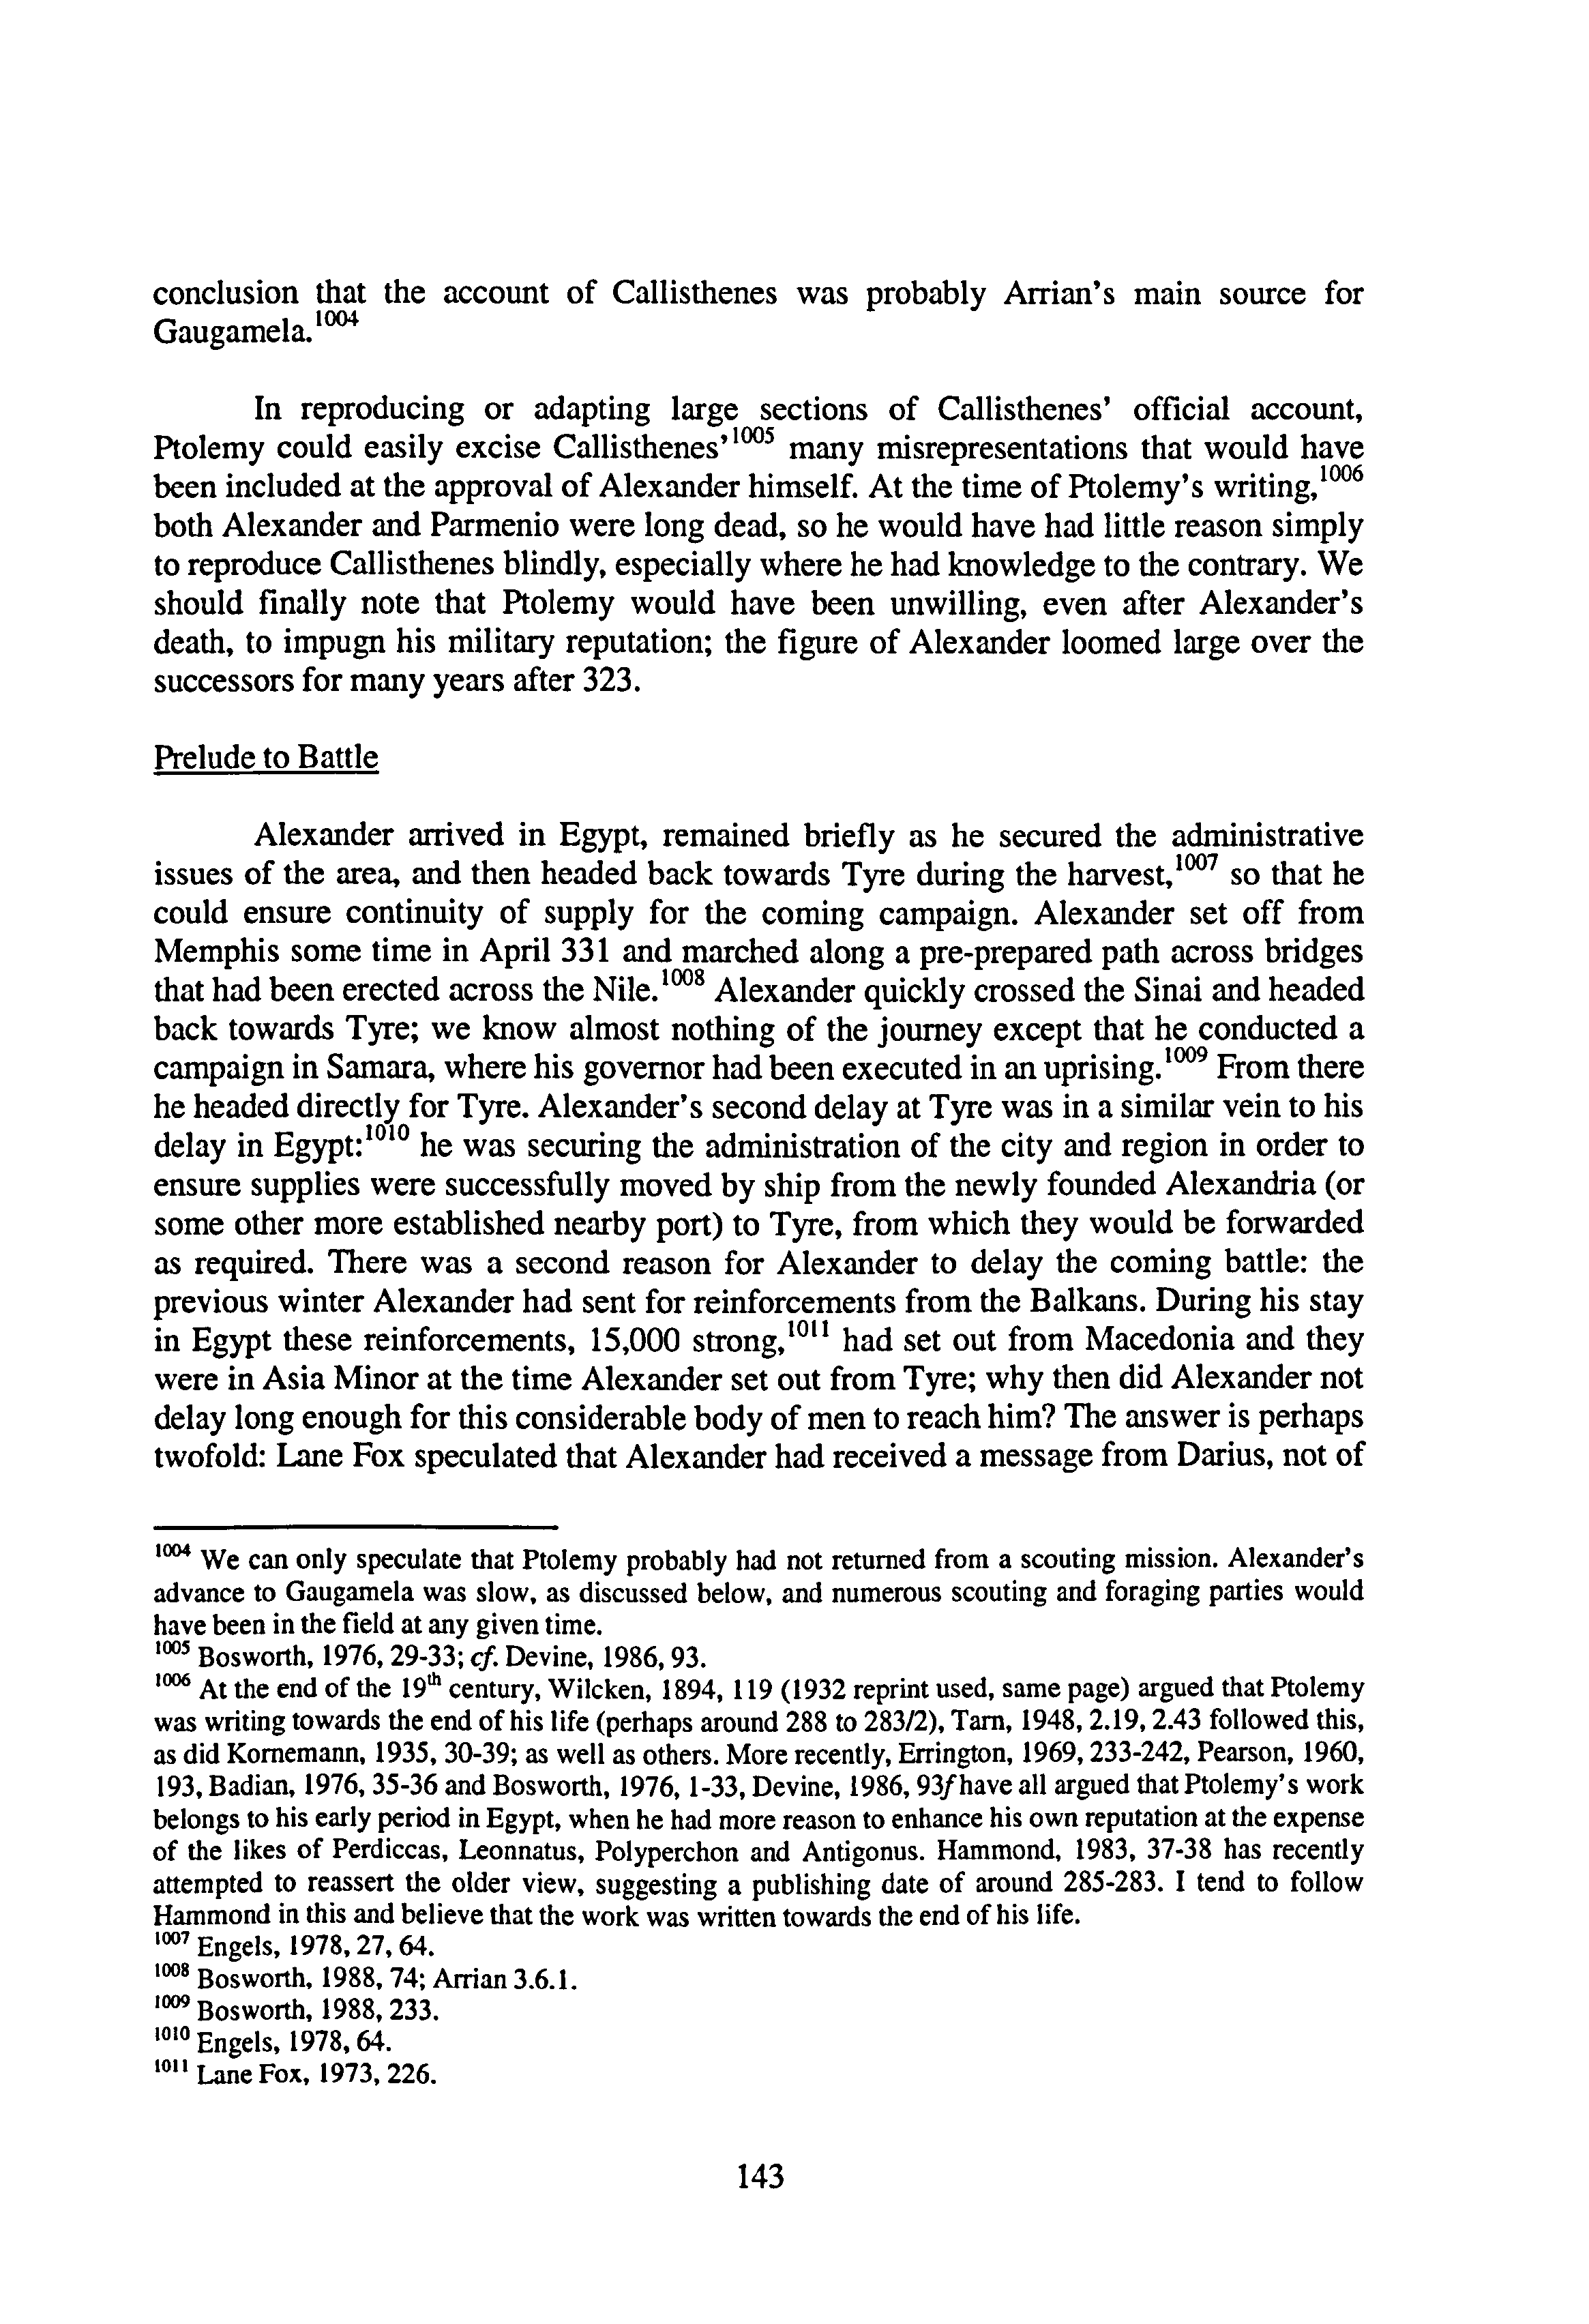 conclusion that the account of Callisthenes was probably Arrian's main source for
Gaugamela.1004
In reproducing or adapting large sections of Callisthenes' official account,
Ptolemy could easily excise Callisthenes'1005 many misrepresentations that would have
been included at the approval of Alexander himself. At the time of Ptolemy's writing,1006
both Alexander and Parmenio were long dead, so he would have had little reason simply
to reproduce Callisthenes blindly, especially where he had knowledge to the contrary. We
should finally note that Ptolemy would have been unwilling, even after Alexander's
death, to impugn his military reputation; the figure of Alexander loomed large over the
successors for many years after 323.
Prelude to Battle
Alexander arrived in Egypt, remained briefly as he secured the administrative
issues of the area, and then headed back towards Tyre during the harvest,1007 so that he
could ensure continuity of supply for the coming campaign. Alexander set off from
Memphis some time in April 331 and marched along a pre-prepared path across bridges
that had been erected across the Nile.1008 Alexander quickly crossed the Sinai and headed
back towards Tyre; we know almost nothing of the journey except that he conducted a
campaign in Samara, where his governor had been executed in an uprising.1009 From there
he headed directly for Tyre. Alexander's second delay at Tyre was in a similar vein to his
delay in Egypt:1010 he was securing the administration of the city and region in order to
ensure supplies were successfully moved by ship from the newly founded Alexandria (or
some other more established nearby port) to Tyre, from which they would be forwarded
as required. There was a second reason for Alexander to delay the coming battle: the
previous winter Alexander had sent for reinforcements from the Balkans. During his stay
in Egypt these reinforcements, 15,000 strong,1011 had set out from Macedonia and they
were in Asia Minor at the time Alexander set out from Tyre; why then did Alexander not
delay long enough for this considerable body of men to reach him? The answer is perhaps
twofold: Lane Fox speculated that Alexander had received a message from Darius, not of
1004 We can only speculate that Ptolemy probably had not returned from a scouting mission. Alexander's
advance to Gaugamela was slow, as discussed below, and numerous scouting and foraging parties would
have been in the field at any given time.
1005 Bosworth, 1976, 29-33; cf. Devine, 1986, 93.
1006 At the end of the 19th century, Wilcken, 1894, 119 (1932 reprint used, same page) argued that Ptolemy
was writing towards the end of his life (perhaps around 288 to 283/2), Tarn, 1948, 2.19, 2.43 followed this,
as did Kornemann, 1935, 30-39; as well as others. More recently, Errington, 1969, 233-242, Pearson, 1960,
193, Badian, 1976, 35-36 and Bosworth, 1976, 1-33, Devine, 1986, 93f have all argued that Ptolemy's work
belongs to his early period in Egypt, when he had more reason to enhance his own reputation at the expense
of the likes of Perdiccas, Leonnatus, Polyperchon and Antigonus. Hammond, 1983, 37-38 has recently
attempted to reassert the older view, suggesting a publishing date of around 285-283. I tend to follow
Hammond in this and believe that the work was written towards the end of his life.
1007 Engels, 1978, 27, 64.
1008 Bosworth, 1988, 74; Arrian 3.6.1.
1009 Bosworth, 1988, 233.
1010 Engels, 1978, 64.
1011 Lane Fox, 1973, 226.
143